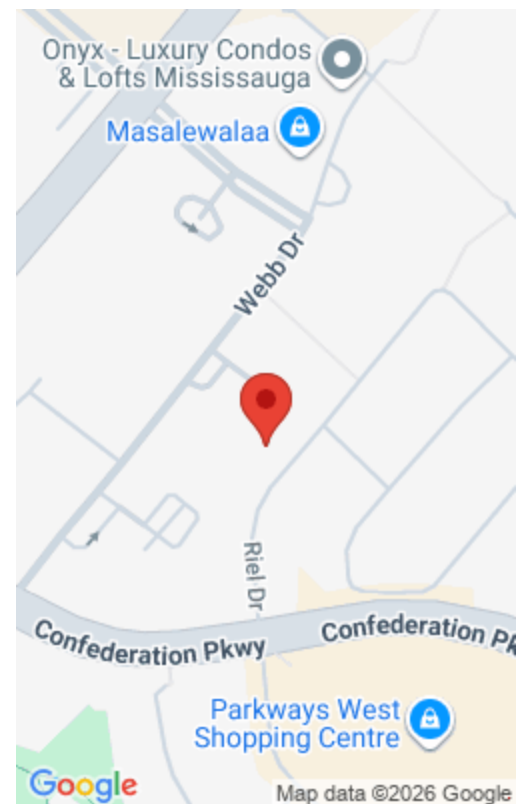 Onyx - Luxury Condos
& Lofts Mississauga
Masalewalaa
Webb Dr
Riel Dr
Confederation Pkwy
Confederation Pk
Parkways West
Shopping Centre
Google
Map data ©2026 Google